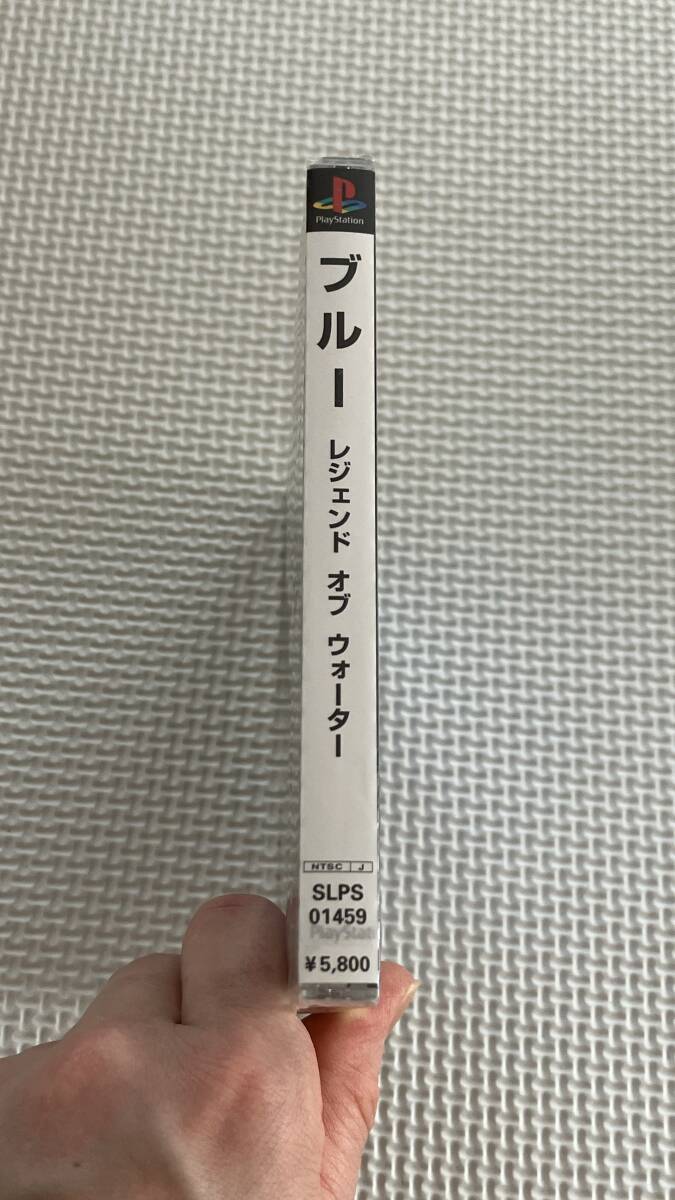 PlayStation
ブルー
レジェンド オブ ウォーター
NTSC J
SLPS
01459
PlayStation
¥5,800